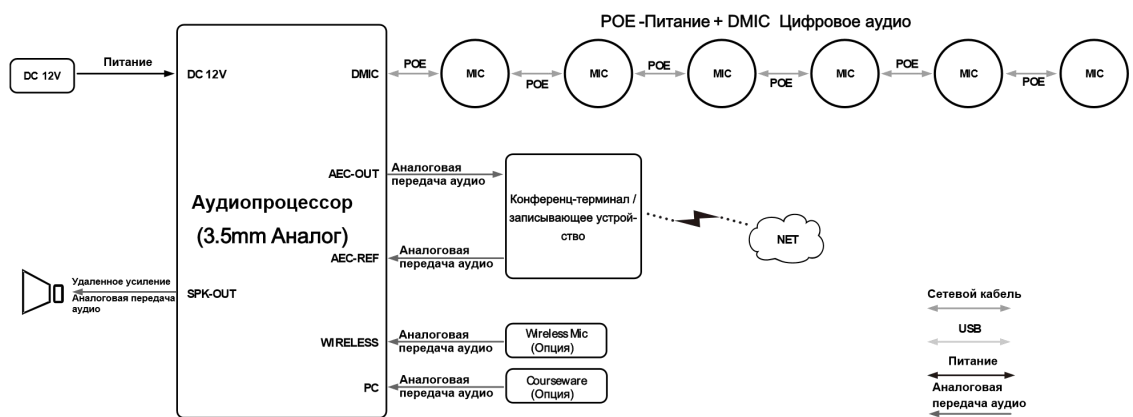 POE -Питание + DMIC Цифровое аудио
DC 12V
Питание
DC 12V
DMIC
POE
MIC
POE
MIC
POE
MIC
POE
MIC
POE
MIC
POE
MIC
Аудиопроцессор
(3.5mm Аналог)
AEC-OUT
Аналоговая
передача аудио
Конференц-терминал /
записывающее устрой-
ство
NET
AEC-REF
Аналоговая
передача аудио
Удаленное усиление
Аналоговая передача
аудио
SPK-OUT
WIRELESS
Аналоговая
передача аудио
Wireless Mic
(Опция)
PC
Аналоговая
передача аудио
Courseware
(Опция)
Сетевой кабель
USB
Питание
Аналоговая
передача аудио